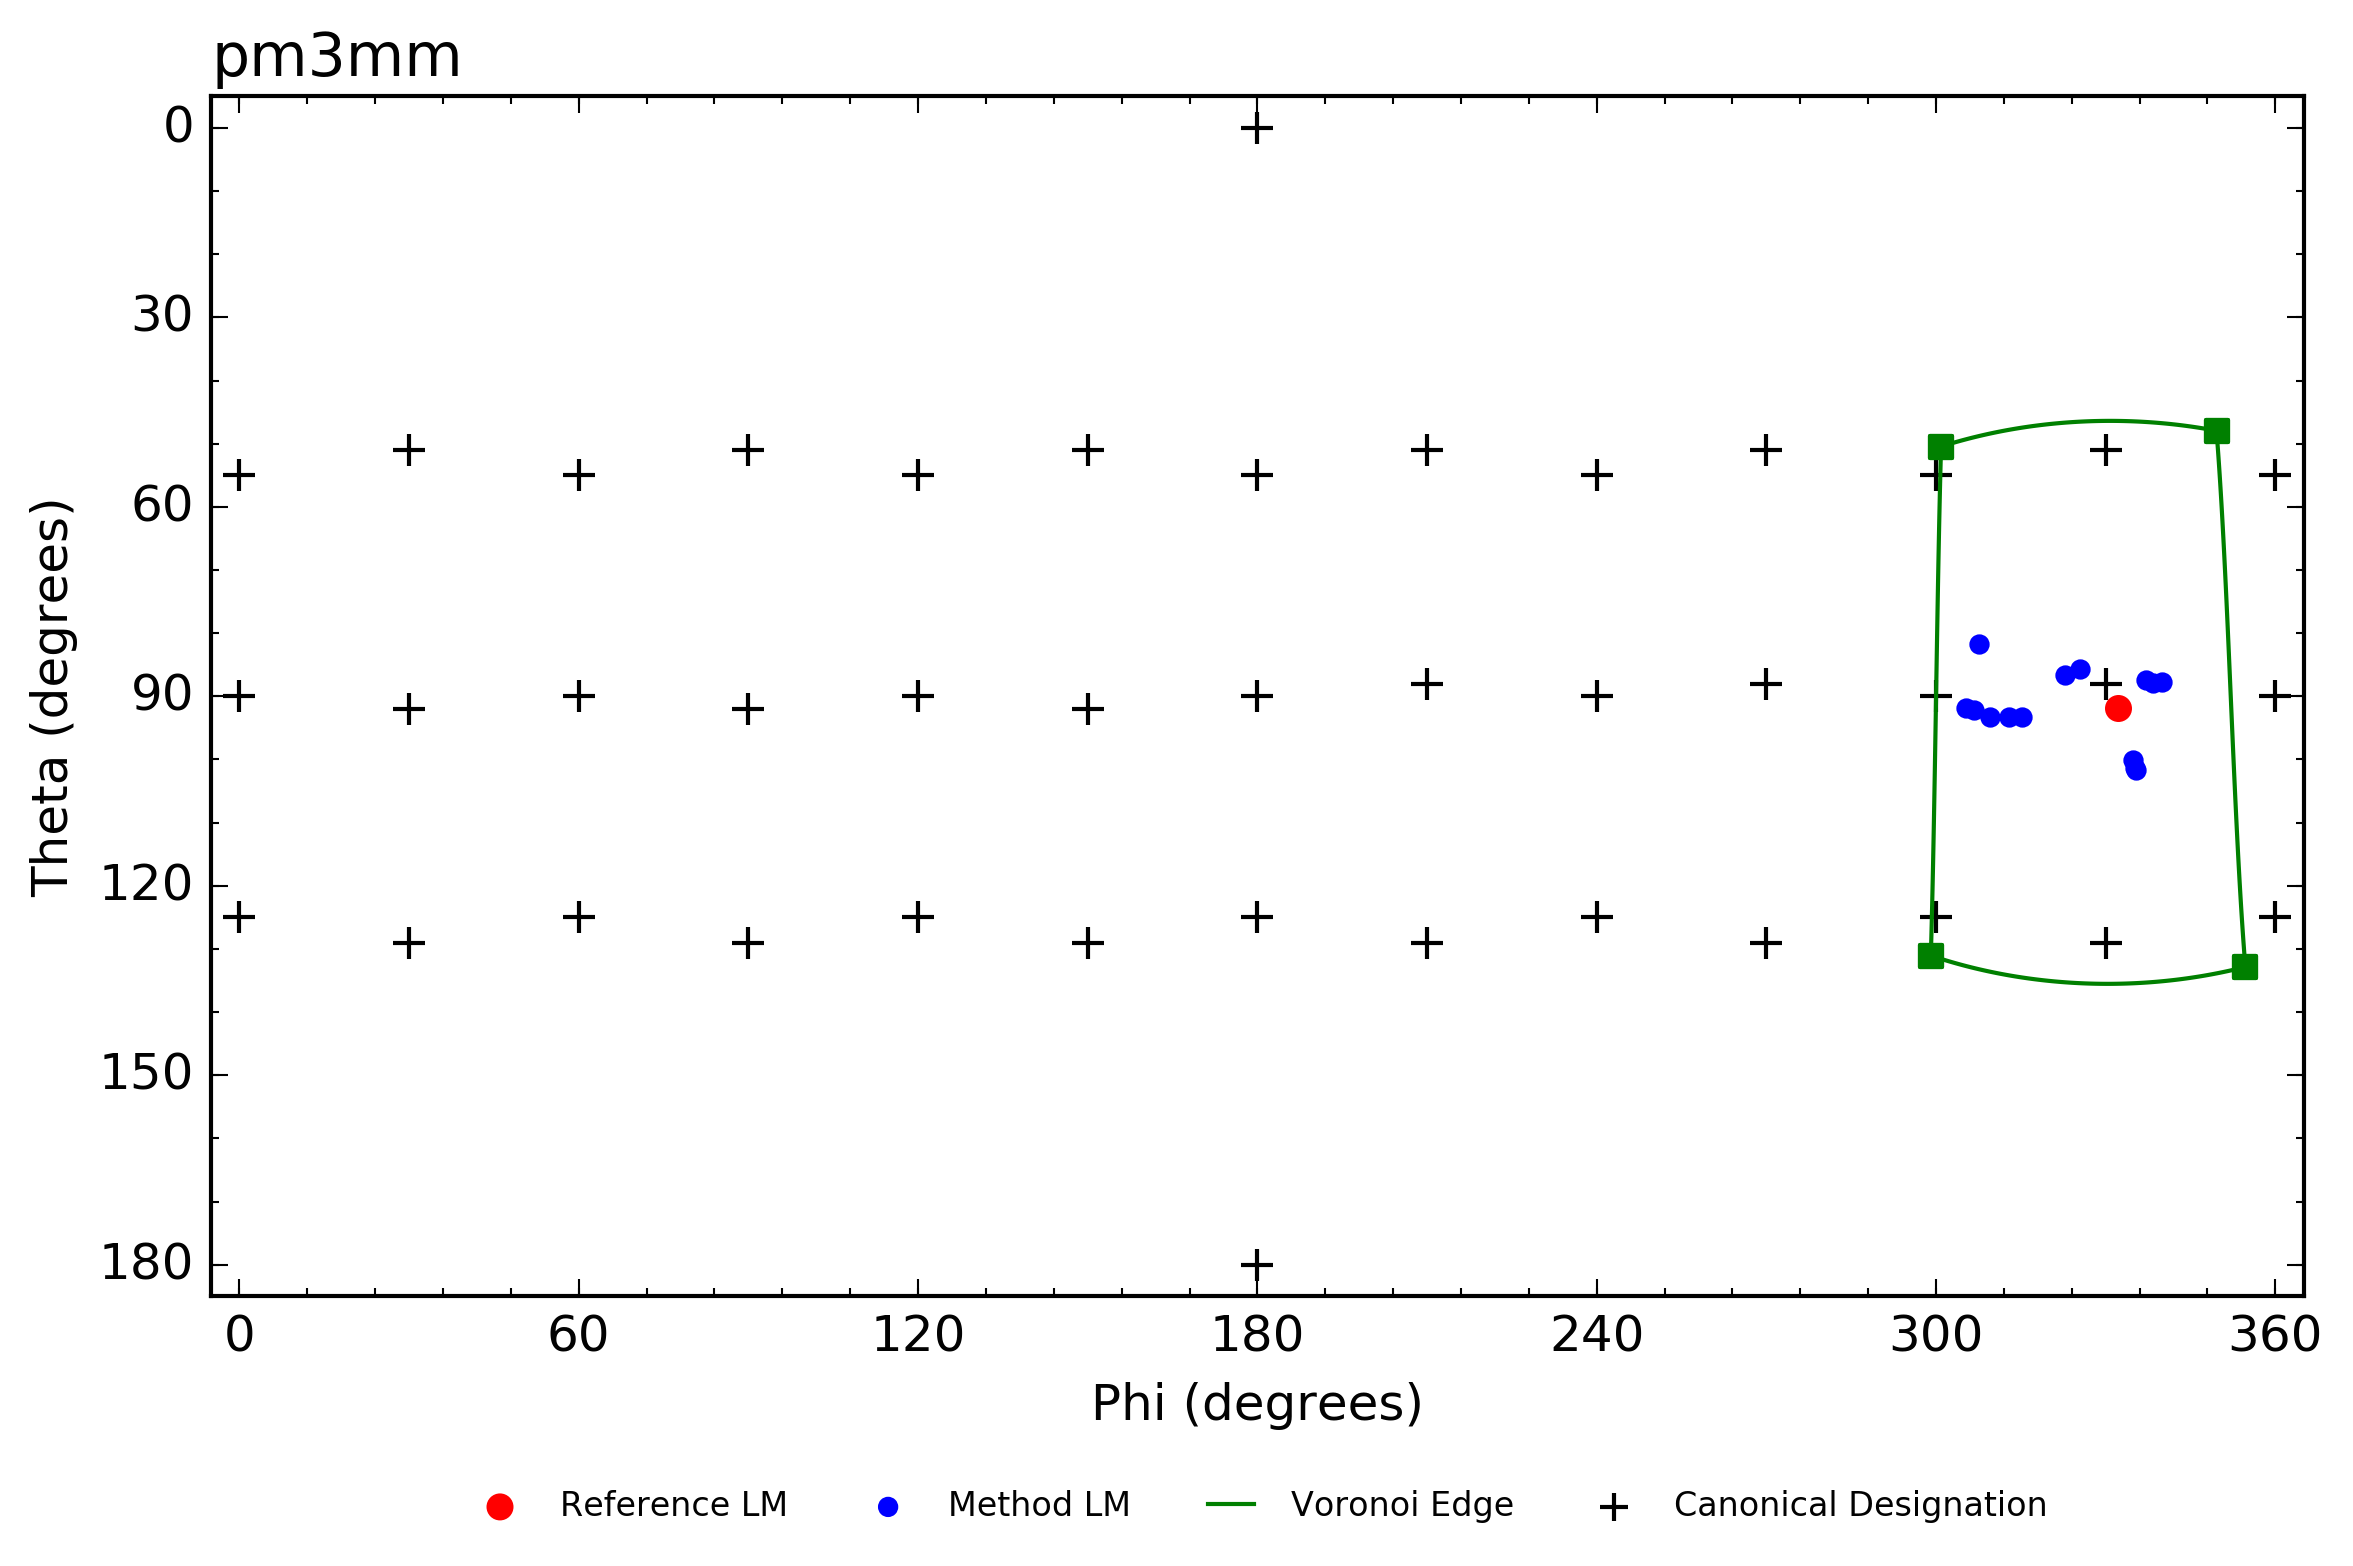 pm3mm
0
30
60
90
120
150
180
Theta (degrees)
0 60 120 180 240 300 360
Phi (degrees)
Reference LM Method LM Voronoi Edge Canonical Designation